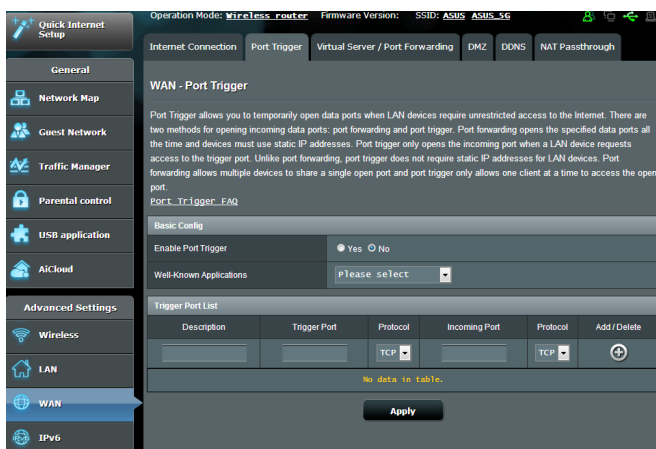 Operation Mode: Wireless router Firmware Version: SSID: ASUS ASUS_5G
Quick Internet
Setup
Internet Connection Port Trigger Virtual Server / Port Forwarding DMZ DDNS NAT Passthrough
General
Network Map
Guest Network
Traffic Manager
Parental control
USB application
AiCloud
Advanced Settings
Wireless
LAN
WAN
IPv6
WAN - Port Trigger
Port Trigger allows you to temporarily open data ports when LAN devices require unrestricted access to the Internet. There are
two methods for opening incoming data ports: port forwarding and port trigger. Port forwarding opens the specified data ports all
the time and devices must use static IP addresses. Port trigger only opens the incoming port when a LAN device requests
access to the trigger port. Unlike port forwarding, port trigger does not require static IP addresses for LAN devices. Port
forwarding allows multiple devices to share a single open port and port trigger only allows one client at a time to access the open
port.
Port Trigger FAQ
Basic Config
Enable Port Trigger Yes No
Well-Known Applications Please select
Trigger Port List
Description Trigger Port Protocol Incoming Port Protocol Add / Delete
TCP TCP
No data in table.
Apply